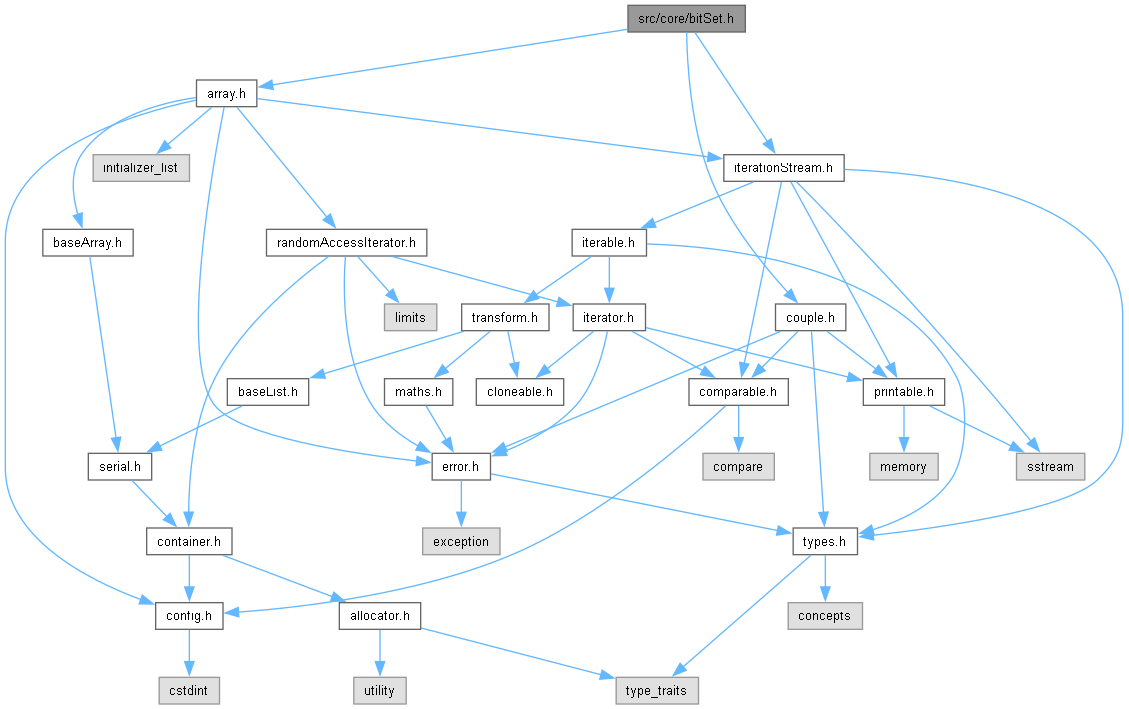 src/core/bitSet.h
array.h
initializer_list
iterationStream.h
baseArray.h
randomAccessIterator.h
iterable.h
limits
transform.h
iterator.h
couple.h
baseList.h
maths.h
cloneable.h
comparable.h
printable.h
serial.h
error.h
compare
memory
sstream
container.h
exception
types.h
config.h
allocator.h
concepts
cstdint
utility
type_traits